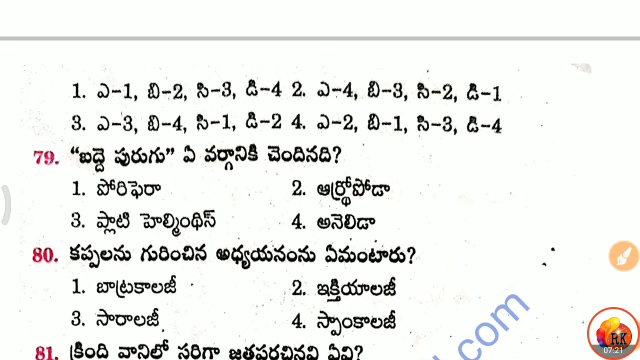 1. ఎ-1, బి-2, సి-3, డి-4 2. ఎ-4, బి-3, సి-2, డి-1
3. ఎ-3, బి-4, సి-1, డి-2 4. ఎ-2, బి-1, సి-3, డి-4
79. "బద్దె పురుగు" ఏ వర్గానికి చెందినది?
1. పోరిఫెరా 2. ఆర్థ్రోపోడా
3. ప్లాటి హెల్మింథిస్ 4. అనెలిడా
80. కప్పలను గురించిన అధ్యయనంను ఏమంటారు?
1. బాట్రకాలజీ 2. ఇక్తియాలజీ
3. సారాలజీ 4. స్పాంకాలజీ
81. క్రింది వానిలో సరిగా జతపరచినవి ఏవి?
l.com
RK
07:21